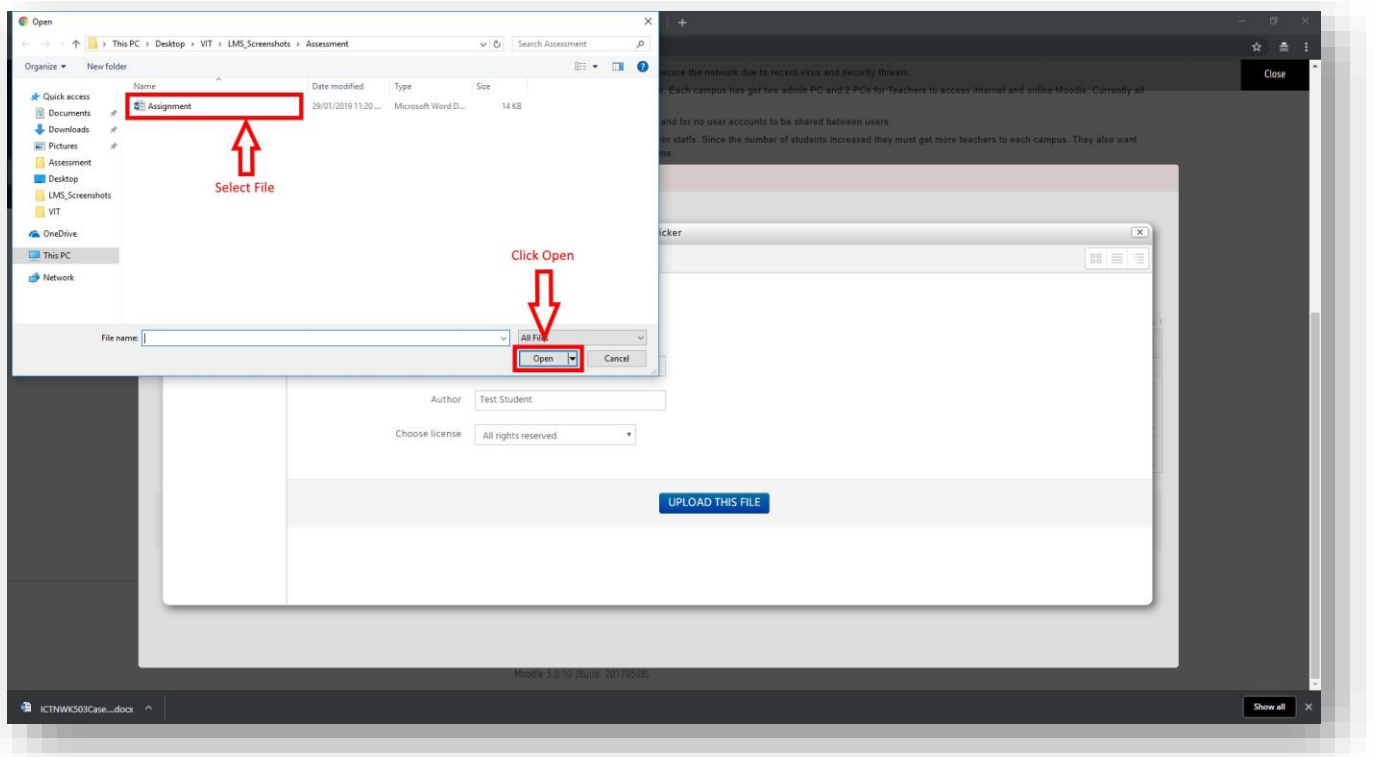 Open
This PC > Desktop > VIT > LMS_Screenshots > Assessment
Search Assessment
Organize
New folder
Name
Date modified
Type
Size
Quick access
Documents
Downloads
Pictures
Assessment
Desktop
LMS_Screenshots
VIT
OneDrive
This PC
Network
Assignment
29/01/2019 11:20 ...
Microsoft Word D...
14 KB
Select File
Click Open
File name:
All Files
Open
Cancel
Close
ecure the network due to recent virus and security threats.
Each campus has got two admin PC and 2 PCs for Teachers to access internet and online Moodle. Currently all
and for no user accounts to be shared between users.
in staffs. Since the number of students increased they must get more teachers to each campus. They also want
me.
icker
Author
Test Student
Choose license
All rights reserved
UPLOAD THIS FILE
Moodle 3.0.10 (Build: 20170508)
ICTNWK503Case....docx
Show all